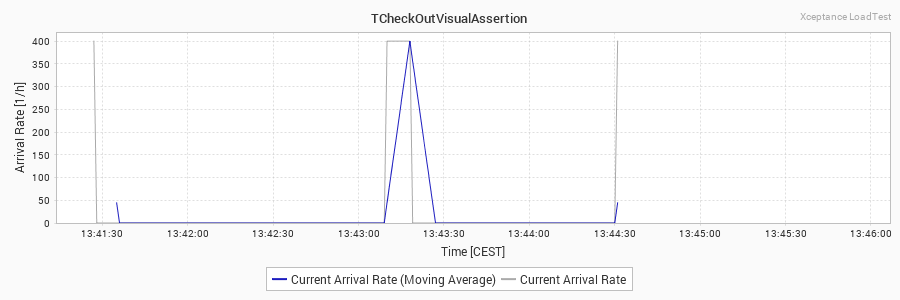 TCheckOutVisualAssertion
Xceptance LoadTest
Arrival Rate [1/h]
400
350
300
250
200
150
100
50
0
13:41:30 13:42:00 13:42:30 13:43:00 13:43:30 13:44:00 13:44:30 13:45:00 13:45:30 13:46:00
Time [CEST]
Current Arrival Rate (Moving Average) Current Arrival Rate